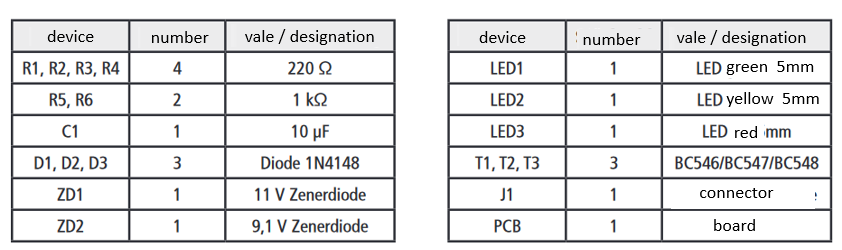 device number vale / designation
R1, R2, R3, R4 4 220 Ω
R5, R6 2 1 kΩ
C1 1 10 µF
D1, D2, D3 3 Diode 1N4148
ZD1 1 11 V Zenerdiode
ZD2 1 9,1 V Zenerdiode
device number vale / designation
LED1 1 LED green 5mm
LED2 1 LED yellow 5mm
LED3 1 LED red mm
T1, T2, T3 3 BC546/BC547/BC548
J1 1 connector
PCB 1 board